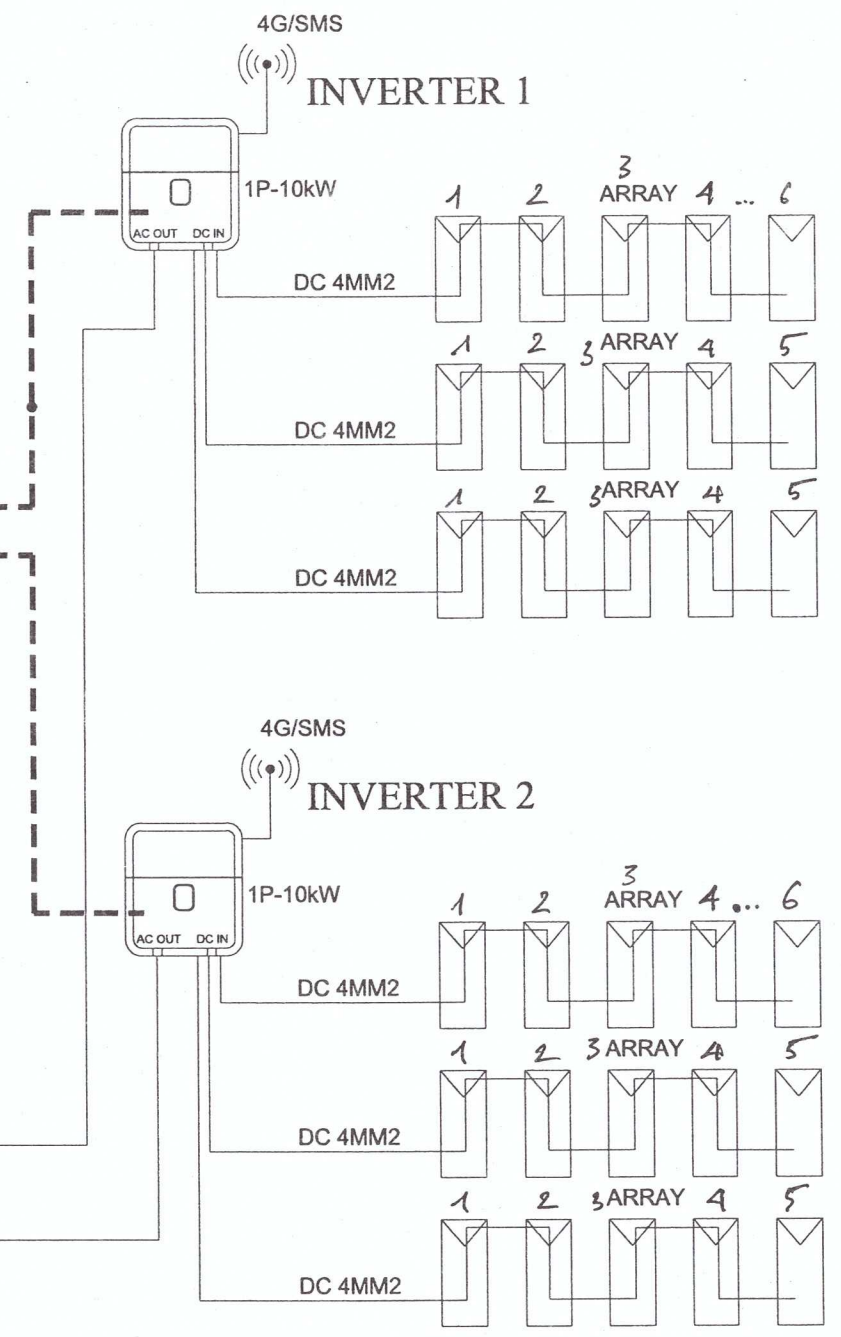 4G/SMS
INVERTER 1
1P-10kW
AC OUT DC IN
1 2 3 ARRAY 4 ... 6
DC 4MM2
1 2 3 ARRAY 4 5
DC 4MM2
1 2 3 ARRAY 4 5
DC 4MM2
4G/SMS
INVERTER 2
1P-10kW
AC OUT DC IN
1 2 3 ARRAY 4 ... 6
DC 4MM2
1 2 3 ARRAY 4 5
DC 4MM2
1 2 3 ARRAY 4 5
DC 4MM2